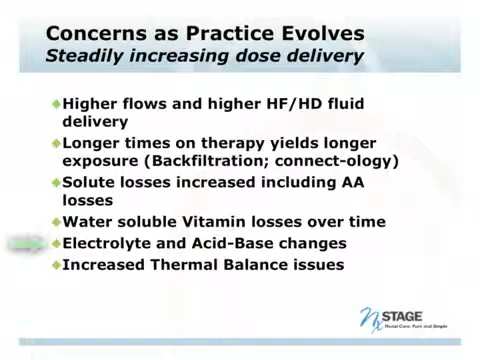 Concerns as Practice Evolves
Steadily increasing dose delivery
Higher flows and higher HF/HD fluid
delivery
Longer times on therapy yields longer
exposure (Backfiltration; connect-ology)
Solute losses increased including AA
losses
Water soluble Vitamin losses over time
Electrolyte and Acid-Base changes
Increased Thermal Balance issues
NxSTAGE
Renal Care, Pure and Simple